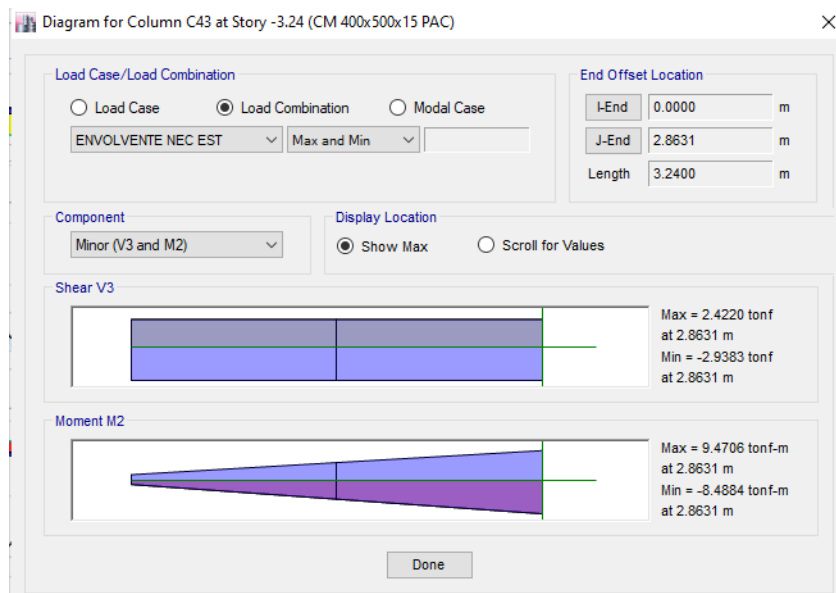 Diagram for Column C43 at Story -3.24 (CM 400x500x15 PAC)
Load Case/Load Combination
Load Case
Load Combination
Modal Case
ENVOLVENTE NEC EST
Max and Min
End Offset Location
I-End 0.0000 m
J-End 2.8631 m
Length 3.2400 m
Component
Minor (V3 and M2)
Display Location
Show Max
Scroll for Values
Shear V3
Max = 2.4220 tonf
at 2.8631 m
Min = -2.9383 tonf
at 2.8631 m
Moment M2
Max = 9.4706 tonf-m
at 2.8631 m
Min = -8.4884 tonf-m
at 2.8631 m
Done